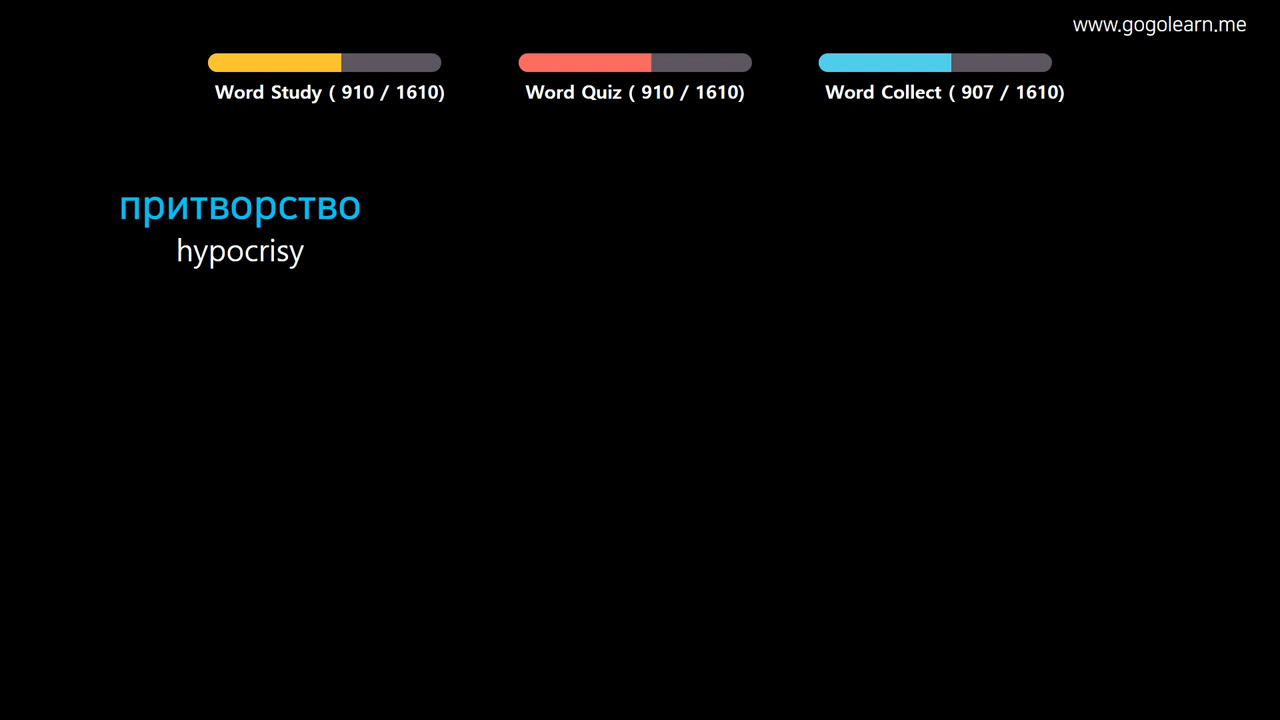 www.gogolearn.me
Word Study ( 910 / 1610)
Word Quiz ( 910 / 1610)
Word Collect ( 907 / 1610)
притворство
hypocrisy